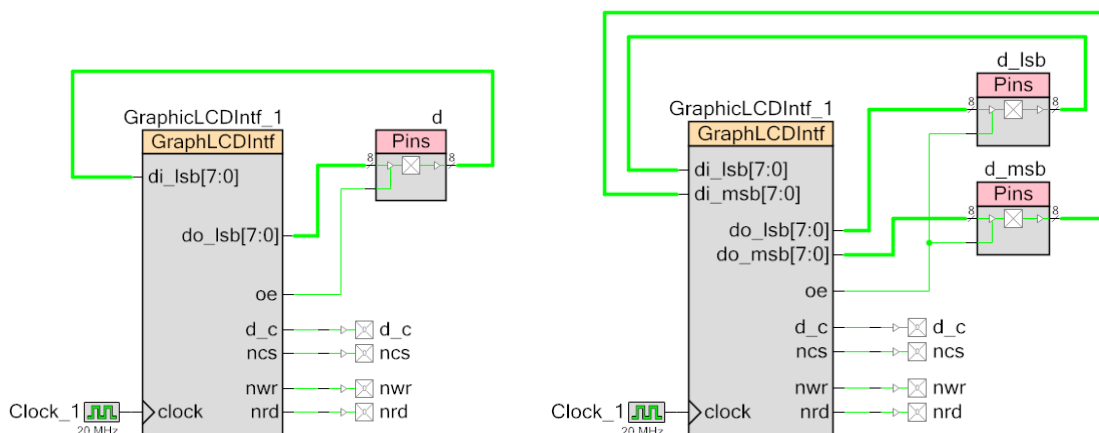 GraphicLCDIntf_1
GraphLCDIntf
d
Pins
8
8
di_lsb[7:0]
do_lsb[7:0]
oe
d_c
d_c
ncs
ncs
nwr
nwr
nrd
nrd
Clock_1
20 MHz
clock
GraphicLCDIntf_1
GraphLCDIntf
d_lsb
Pins
8
8
di_lsb[7:0]
di_msb[7:0]
d_msb
Pins
8
8
do_lsb[7:0]
do_msb[7:0]
oe
d_c
d_c
ncs
ncs
nwr
nwr
nrd
nrd
Clock_1
20 MHz
clock